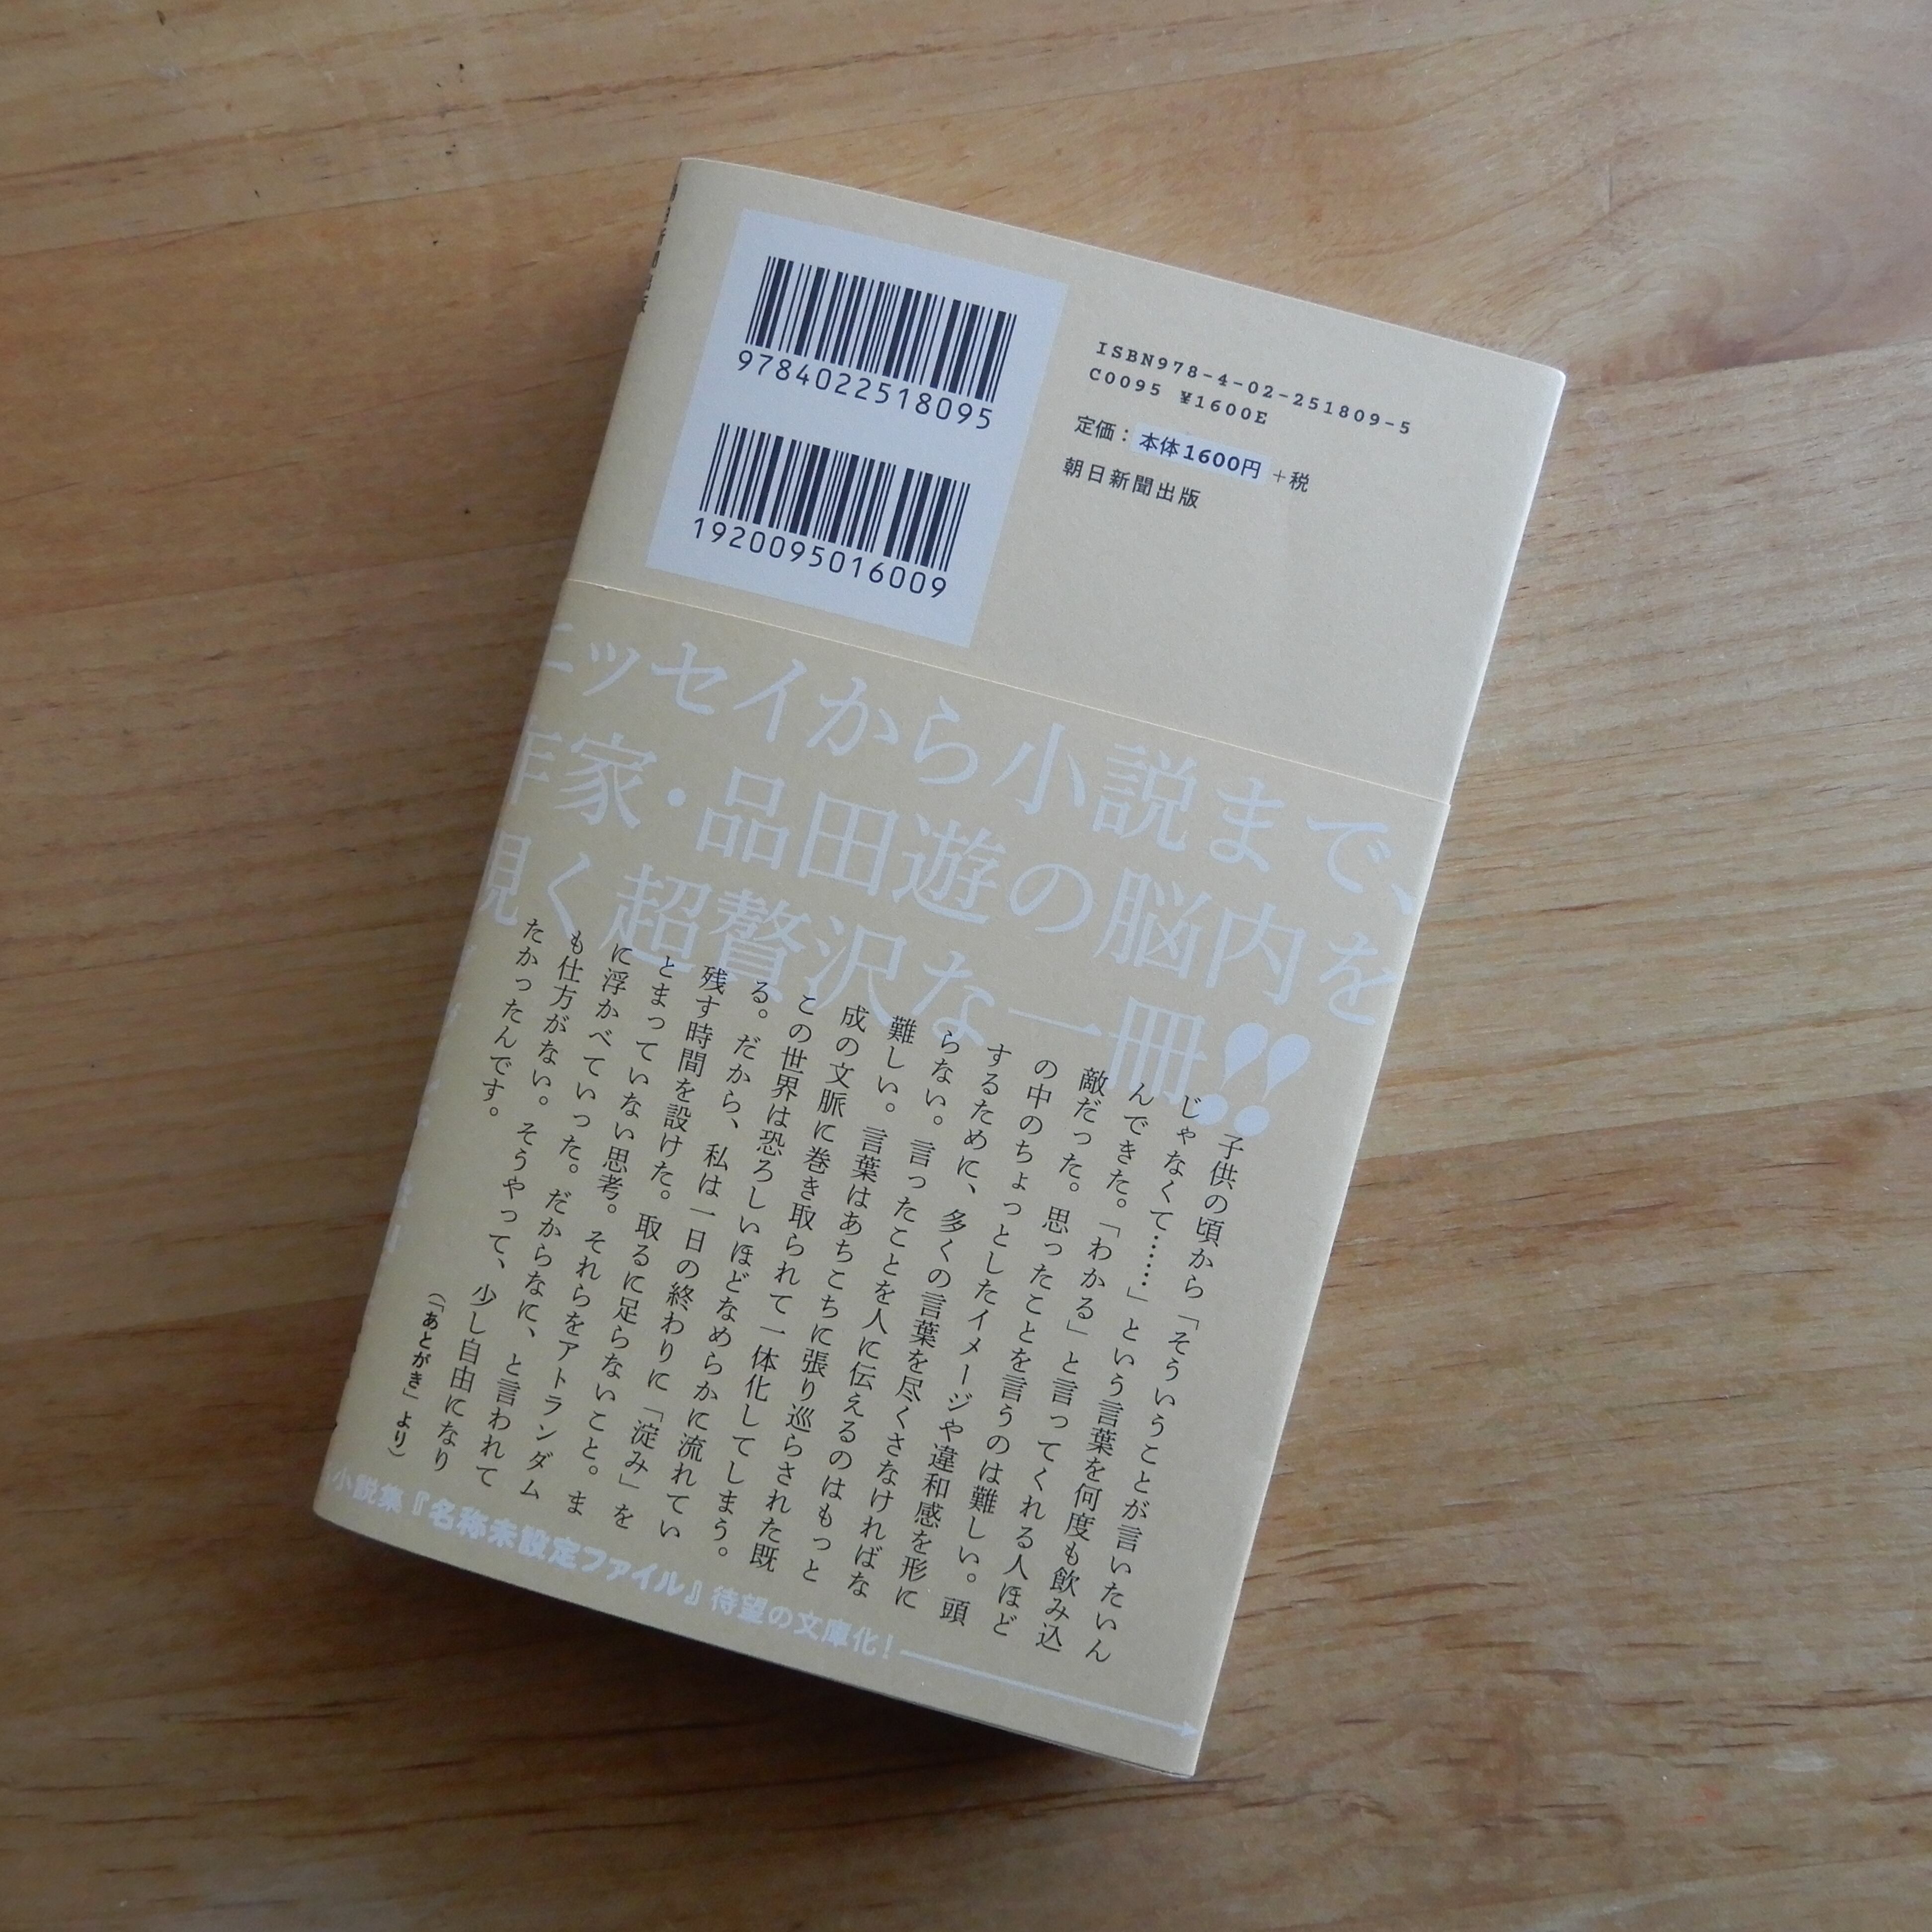 9784022518095
1920095016009
ISBN978-4-02-251809-5
C0095 ¥1600E
定価：本体1600円＋税
朝日新聞出版
エッセイから小説まで、
作家・品田遊の脳内を
覗く超贅沢な一冊!!
子供の頃から「そういうことが言いたいん
じゃなくて……」という言葉を何度も飲み込
んできた。「わかる」と言ってくれる人ほど
敵だった。思ったことを言うのは難しい。頭
の中のちょっとしたイメージや違和感を形に
するために、多くの言葉を尽くさなければな
らない。言ったことを人に伝えるのはもっと
難しい。言葉はあちこちに張り巡らされた既
成の文脈に巻き取られて一体化してしまう。
この世界は恐ろしいほどなめらかに流れてい
る。だから、私は一日の終わりに「淀み」を
残す時間を設けた。取るに足らないこと。ま
とまっていない思考。それらをアトランダム
に浮かべていった。だからなに、と言われて
も仕方がない。そうやって、少し自由になり
たかったんです。
（「あとがき」より）
小説集『名称未設定ファイル』待望の文庫化!